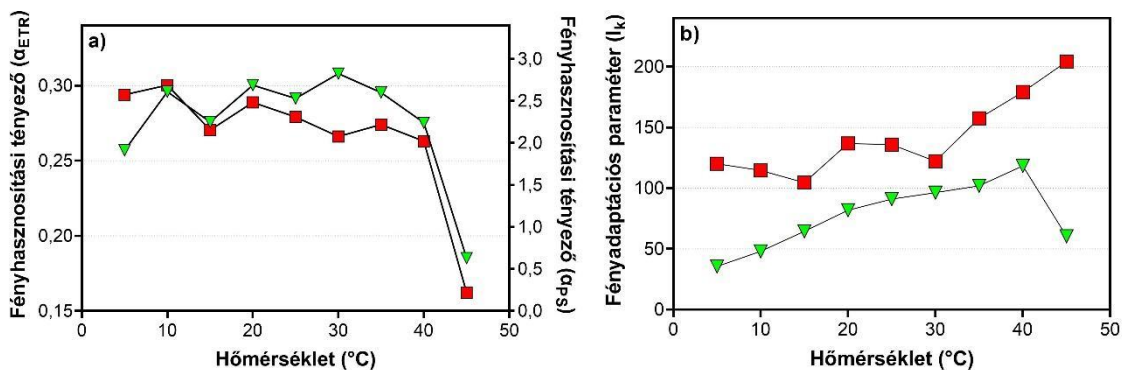 a)
Fényhasznosítási tényező (αETR)
0,30
0,25
0,20
0,15
3,0
2,5
2,0
1,5
1,0
0,5
0,0
Fényhasznosítási tényező (αPS)
0 10 20 30 40 50
Hőmérséklet (°C)
b)
Fényadaptációs paraméter (Ik)
200
150
100
50
0
0 10 20 30 40 50
Hőmérséklet (°C)